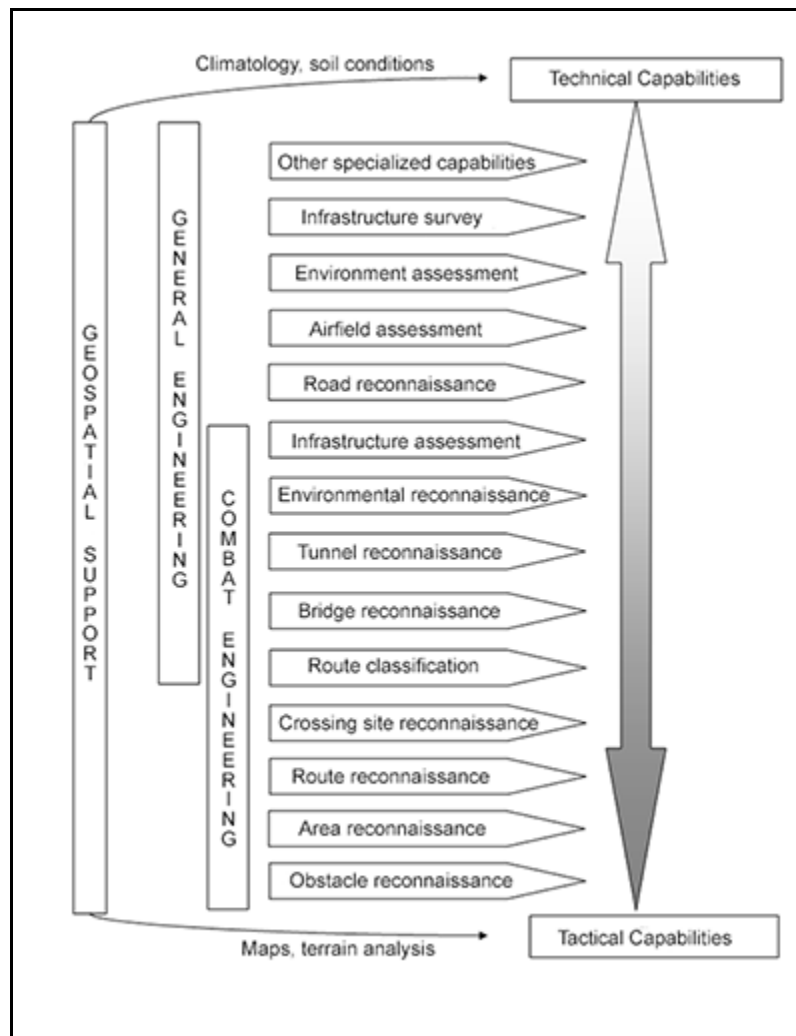 Climatology, soil conditions
Technical Capabilities
GEOSPATIAL SUPPORT
GENERAL ENGINEERING
COMBAT ENGINEERING
Other specialized capabilities
Infrastructure survey
Environment assessment
Airfield assessment
Road reconnaissance
Infrastructure assessment
Environmental reconnaissance
Tunnel reconnaissance
Bridge reconnaissance
Route classification
Crossing site reconnaissance
Route reconnaissance
Area reconnaissance
Obstacle reconnaissance
Maps, terrain analysis
Tactical Capabilities